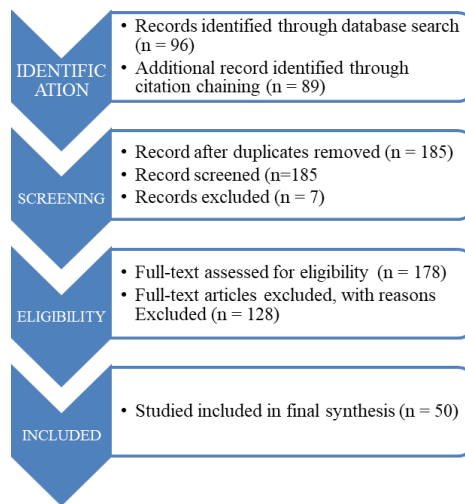 IDENTIFIC
ATION
• Records identified through database search
(n = 96)
• Additional record identified through
citation chaining (n = 89)
SCREENING
• Record after duplicates removed (n = 185)
• Record screened (n=185
• Records excluded (n = 7)
ELIGIBILITY
• Full-text assessed for eligibility (n = 178)
• Full-text articles excluded, with reasons
Excluded (n = 128)
INCLUDED
• Studied included in final synthesis (n = 50)